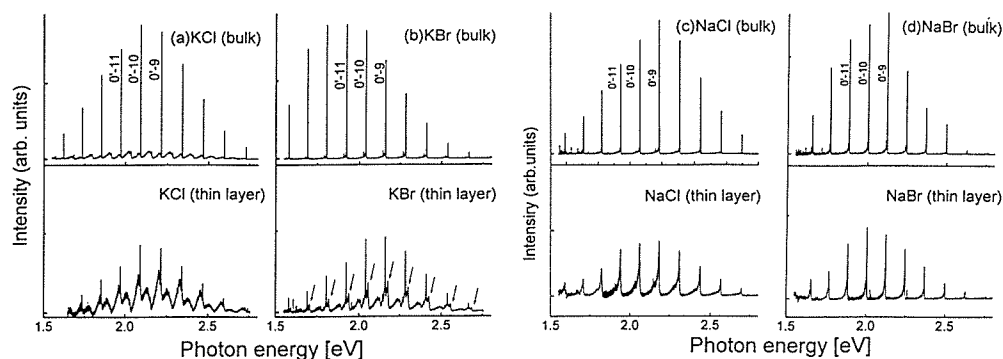 (a)KCl (bulk)
0'-11
0'-10
0'-9
(b)KBr (bulk)
0'-11
0'-10
0'-9
(c)NaCl (bulk)
0'-11
0'-10
0'-9
(d)NaBr (bulk)
0'-11
0'-10
0'-9
Intensity (arb. units)
KCl (thin layer)
KBr (thin layer)
Intensiry (arb.units)
NaCl (thin layer)
NaBr (thin layer)
1.5 2.0 2.5 1.5 2.0 2.5
1.5 2.0 2.5 1.5 2.0 2.5
Photon energy [eV]
Photon energy [eV]